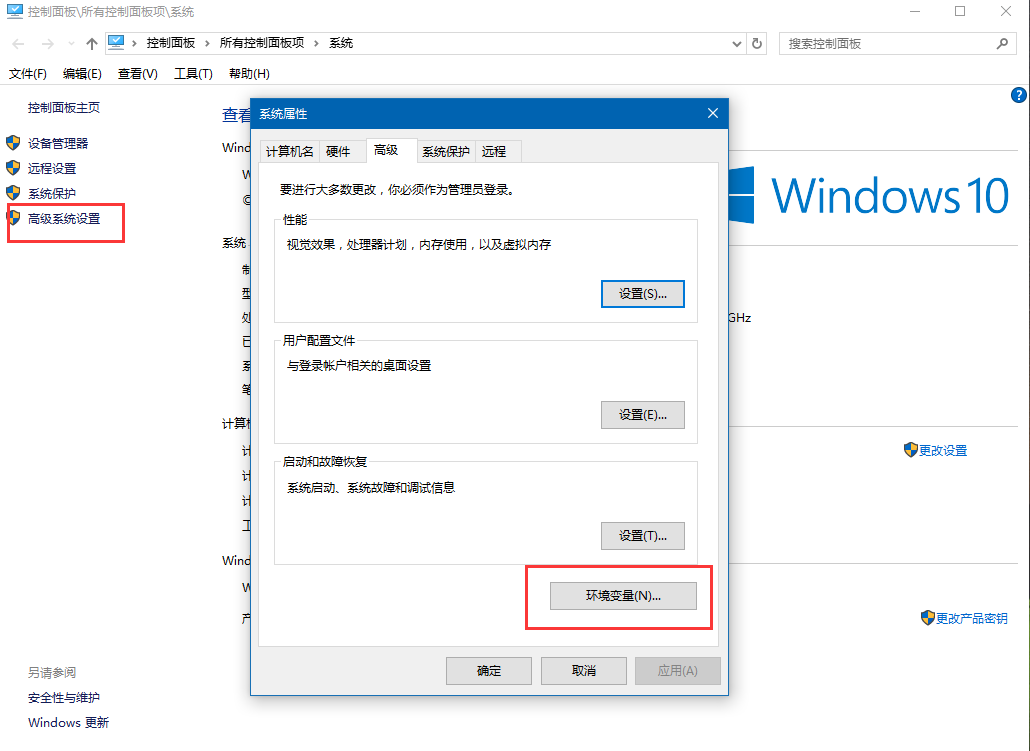 控制面板\所有控制面板项\系统
控制面板 › 所有控制面板项 › 系统
搜索控制面板
文件(F) 编辑(E) 查看(V) 工具(T) 帮助(H)
控制面板主页
设备管理器
远程设置
系统保护
高级系统设置
另请参阅
安全性与维护
Windows 更新
查看
Wind
W
©
Windows 10
系统
型
GHz
系
笔
计算机
计
计
计
更改设置
Wind
W
更改产品密钥
系统属性
计算机名 硬件 高级 系统保护 远程
要进行大多数更改，你必须作为管理员登录。
性能
视觉效果，处理器计划，内存使用，以及虚拟内存
设置(S)...
用户配置文件
与登录帐户相关的桌面设置
设置(E)...
启动和故障恢复
系统启动、系统故障和调试信息
设置(T)...
环境变量(N)...
确定 取消 应用(A)